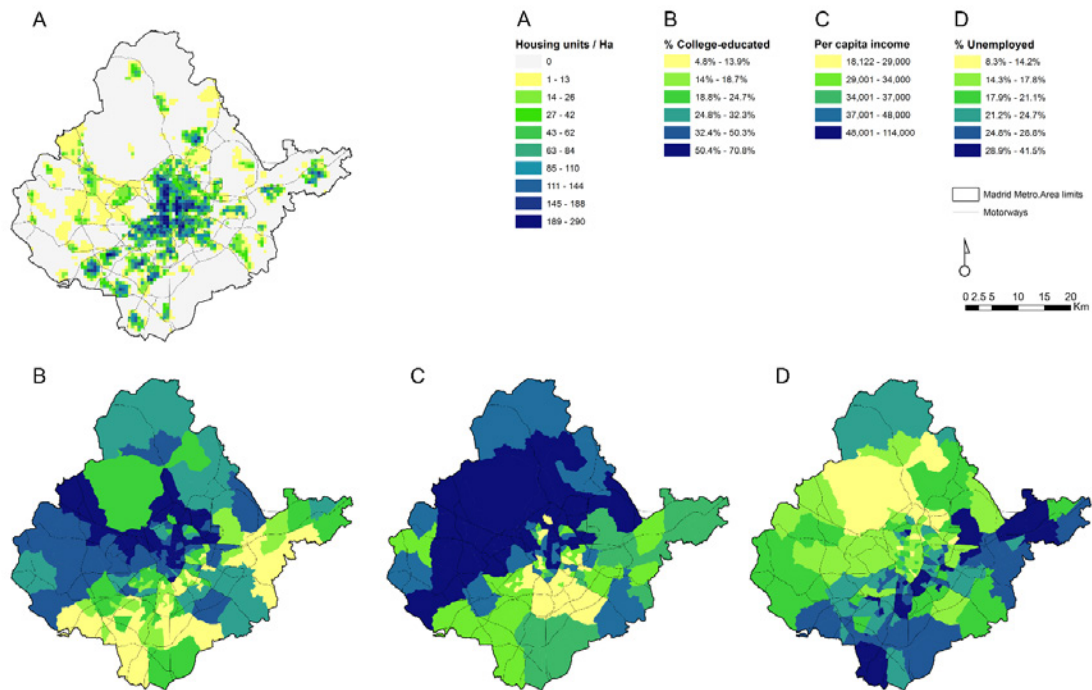 A
A
Housing units / Ha
0
1 - 13
14 - 26
27 - 42
43 - 62
63 - 84
85 - 110
111 - 144
145 - 188
189 - 290
B
% College-educated
4.8% - 13.9%
14% - 18.7%
18.8% - 24.7%
24.8% - 32.3%
32.4% - 50.3%
50.4% - 70.8%
C
Per capita income
18,122 - 29,000
29,001 - 34,000
34,001 - 37,000
37,001 - 48,000
48,001 - 114,000
D
% Unemployed
8.3% - 14.2%
14.3% - 17.8%
17.9% - 21.1%
21.2% - 24.7%
24.8% - 28.8%
28.9% - 41.5%
Madrid Metro.Area limits
Motorways
0 2.5 5 10 15 20
Km
B
C
D